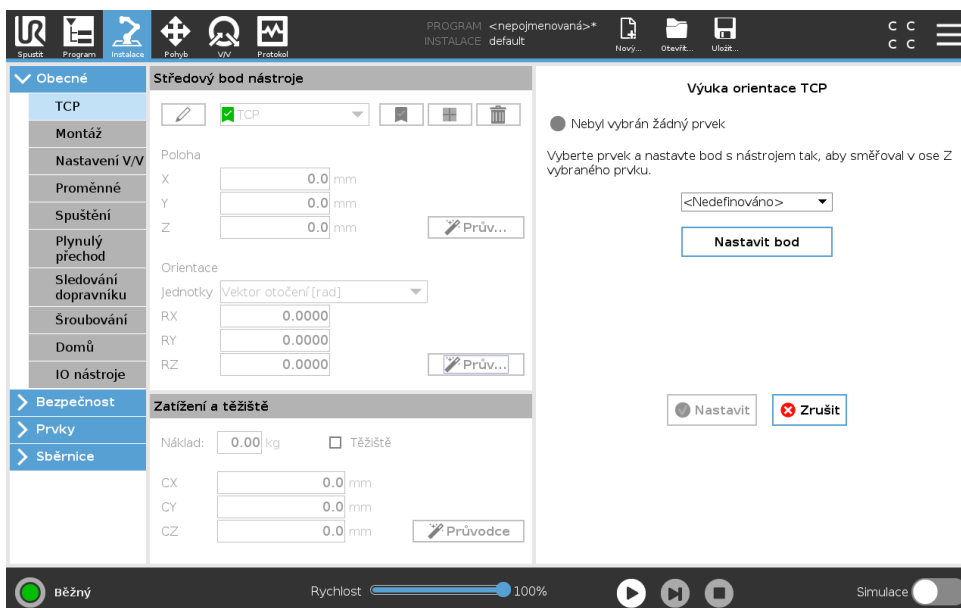 PROGRAM <nepojmenovaná>*
INSTALACE default
Spustit Program Instalace Pohyb V/V Protokol Nový... Otevřít... Uložit...
C C
C C
Obecné
TCP
Montáž
Nastavení V/V
Proměnné
Spuštění
Plynulý
přechod
Sledování
dopravníku
Šroubování
Domů
IO nástroje
Bezpečnost
Prvky
Sběrnice
Středový bod nástroje
TCP
Poloha
X 0.0 mm
Y 0.0 mm
Z 0.0 mm Prův...
Orientace
Jednotky Vektor otočení [rad]
RX 0.0000
RY 0.0000
RZ 0.0000 Prův...
Zatížení a těžiště
Náklad: 0.00 kg Těžiště
CX 0.0 mm
CY 0.0 mm
CZ 0.0 mm Průvodce
Výuka orientace TCP
Nebyl vybrán žádný prvek
Vyberte prvek a nastavte bod s nástrojem tak, aby směřoval v ose Z
vybraného prvku.
<Nedefinováno>
Nastavit bod
Nastavit Zrušit
Běžný Rychlost 100% Simulace